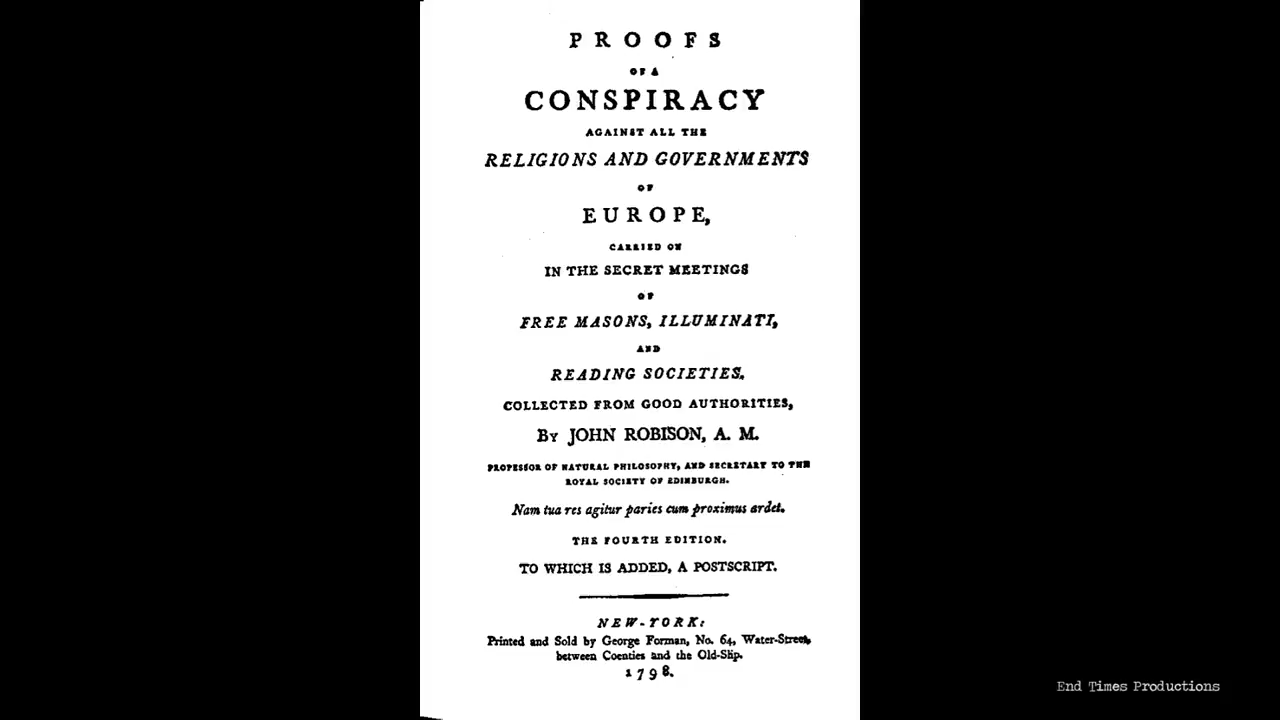 PROOFS
OF A
CONSPIRACY
AGAINST ALL THE
RELIGIONS AND GOVERNMENTS
OF
EUROPE,
CARRIED ON
IN THE SECRET MEETINGS
OF
FREE MASONS, ILLUMINATI,
AND
READING SOCIETIES.
COLLECTED FROM GOOD AUTHORITIES,
By JOHN ROBISON, A. M.
PROFESSOR OF NATURAL PHILOSOPHY, AND SECRETARY TO THE
ROYAL SOCIETY OF EDINBURGH.
Nam tua res agitur paries cum proximus ardet.
THE FOURTH EDITION.
TO WHICH IS ADDED, A POSTSCRIPT.
NEW-YORK:
Printed and Sold by George Forman, No. 64, Water-Street,
between Coenties and the Old-Slip.
1798.
End Times Productions